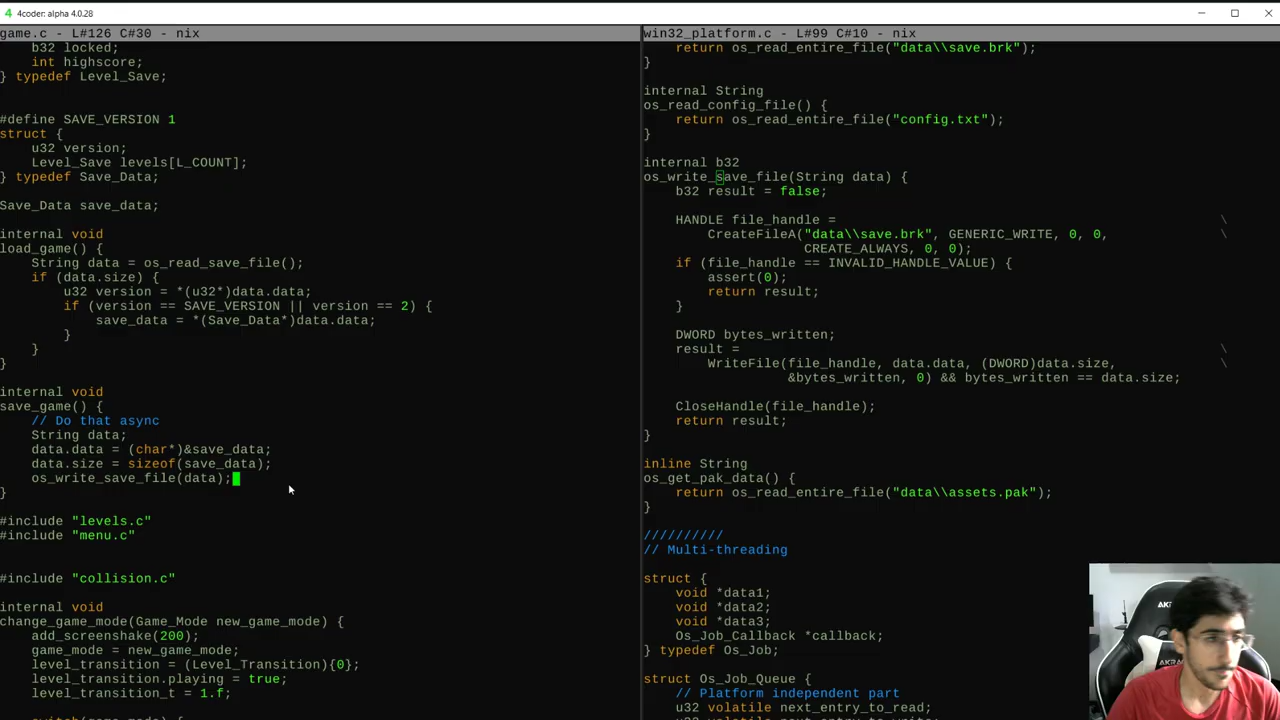 4coder: alpha 4.0.28
game.c - L#126 C#30 - nix
b32 locked;
int highscore;
} typedef Level_Save;
#define SAVE_VERSION 1
struct {
u32 version;
Level_Save levels[L_COUNT];
} typedef Save_Data;
Save_Data save_data;
internal void
load_game() {
String data = os_read_save_file();
if (data.size) {
u32 version = *(u32*)data.data;
if (version == SAVE_VERSION || version == 2) {
save_data = *(Save_Data*)data.data;
}
}
}
internal void
save_game() {
// Do that async
String data;
data.data = (char*)&save_data;
data.size = sizeof(save_data);
os_write_save_file(data);
}
#include "levels.c"
#include "menu.c"
#include "collision.c"
internal void
change_game_mode(Game_Mode new_game_mode) {
add_screenshake(200);
game_mode = new_game_mode;
level_transition = (Level_Transition){0};
level_transition.playing = true;
level_transition_t = 1.f;
switch(game_mode) {
win32_platform.c - L#99 C#10 - nix
return os_read_entire_file("data\\save.brk");
}
internal String
os_read_config_file() {
return os_read_entire_file("config.txt");
}
internal b32
os_write_save_file(String data) {
b32 result = false;
HANDLE file_handle = \
CreateFileA("data\\save.brk", GENERIC_WRITE, 0, 0, \
CREATE_ALWAYS, 0, 0);
if (file_handle == INVALID_HANDLE_VALUE) {
assert(0);
return result;
}
DWORD bytes_written;
result = \
WriteFile(file_handle, data.data, (DWORD)data.size, \
&bytes_written, 0) && bytes_written == data.size;
CloseHandle(file_handle);
return result;
}
inline String
os_get_pak_data() {
return os_read_entire_file("data\\assets.pak");
}
//////////
// Multi-threading
struct {
void *data1;
void *data2;
void *data3;
Os_Job_Callback *callback;
} typedef Os_Job;
struct Os_Job_Queue {
// Platform independent part
u32 volatile next_entry_to_read;
u32 volatile next_entry_to_write;